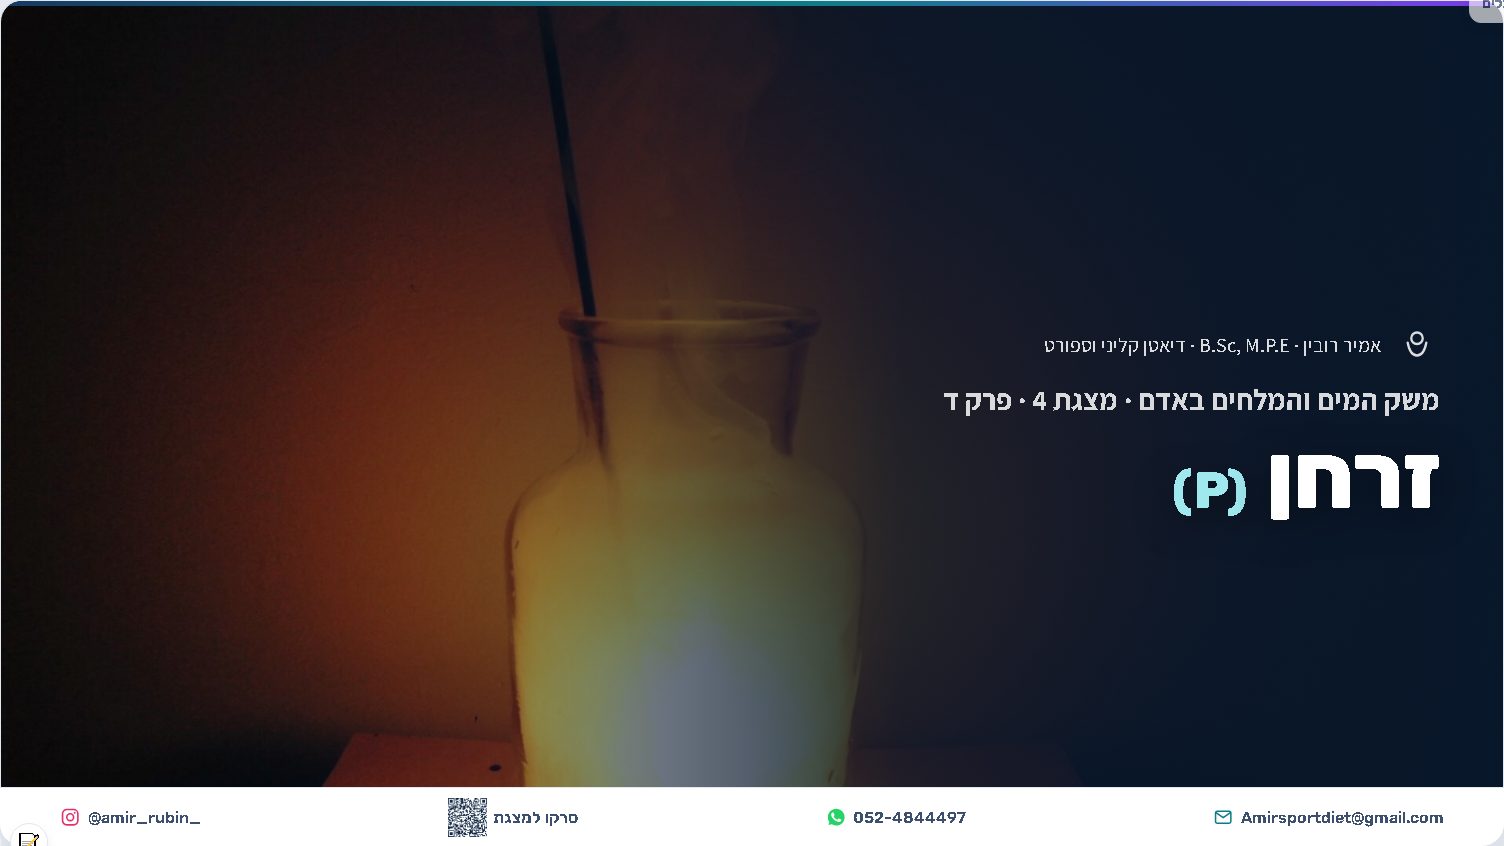 אמיר רובין · B.Sc, M.P.E · דיאטן קליני וספורט
משק המים והמלחים באדם · מצגת 4 · פרק ד
זרחן (P)
@amir_rubin_
סרקו למצגת
052-4844497
Amirsportdiet@gmail.com